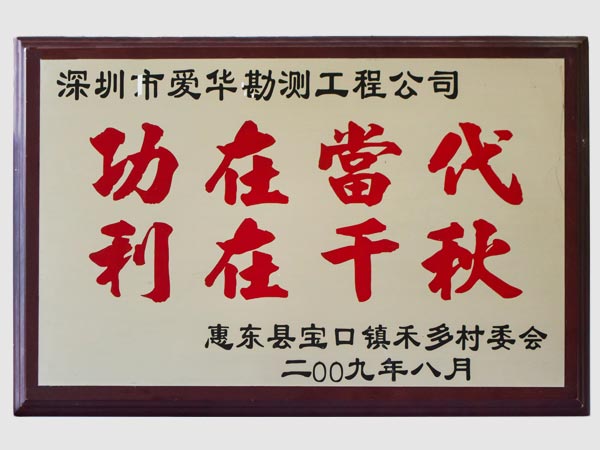 深圳市爱华勘测工程公司
功在當代
利在千秋
惠东县宝口镇禾多村委会
二00九年八月